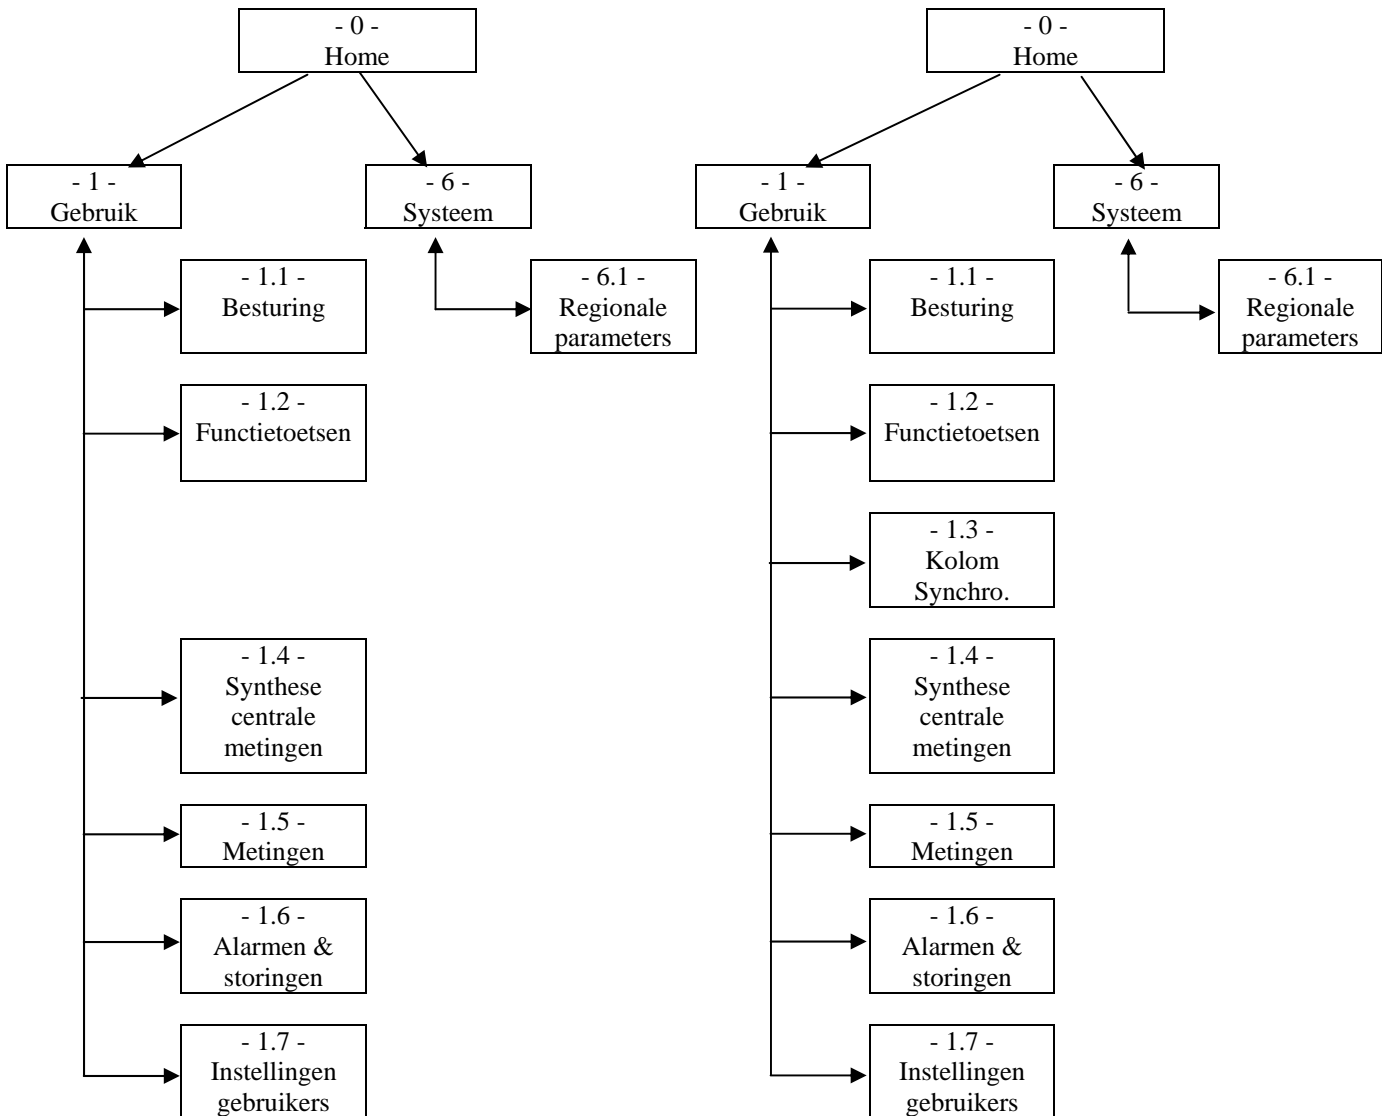 - 0 -
Home
- 1 -
Gebruik
- 6 -
Systeem
- 1.1 -
Besturing
- 6.1 -
Regionale
parameters
- 1.2 -
Functietoetsen
- 1.4 -
Synthese
centrale
metingen
- 1.5 -
Metingen
- 1.6 -
Alarmen &
storingen
- 1.7 -
Instellingen
gebruikers
- 0 -
Home
- 1 -
Gebruik
- 6 -
Systeem
- 1.1 -
Besturing
- 6.1 -
Regionale
parameters
- 1.2 -
Functietoetsen
- 1.3 -
Kolom
Synchro.
- 1.4 -
Synthese
centrale
metingen
- 1.5 -
Metingen
- 1.6 -
Alarmen &
storingen
- 1.7 -
Instellingen
gebruikers